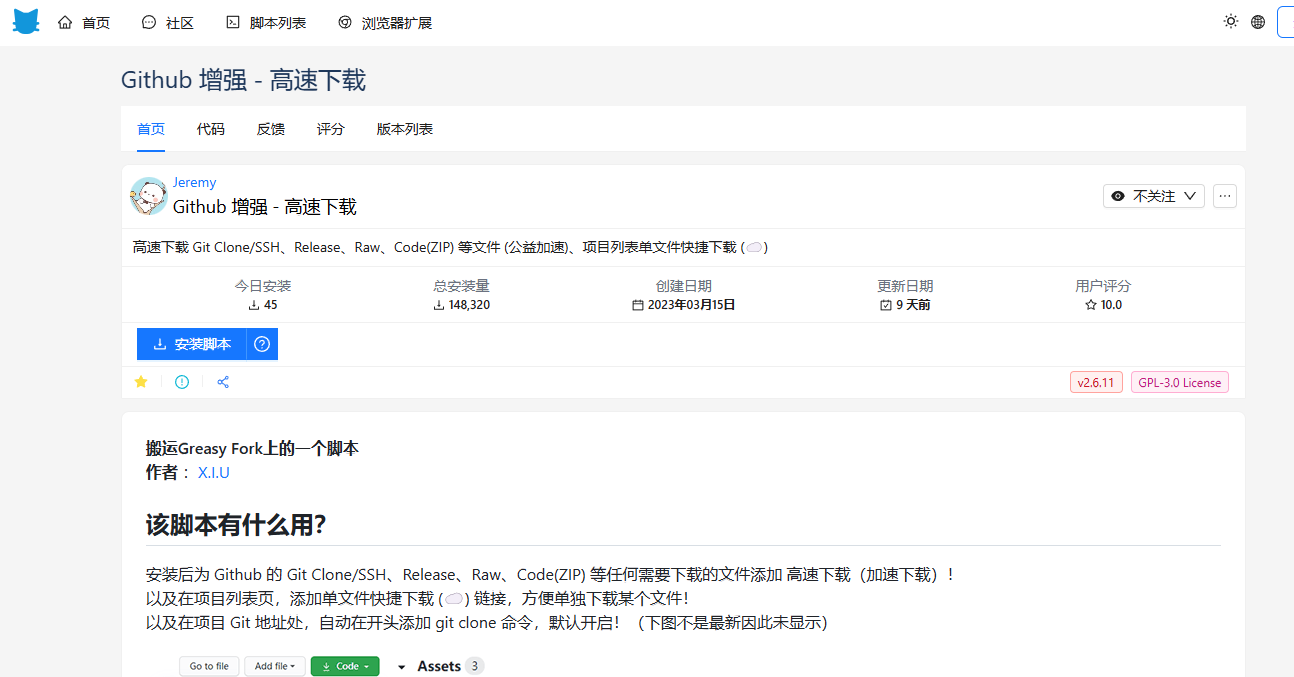 首页 社区 脚本列表 浏览器扩展
Github 增强 - 高速下载
首页 代码 反馈 评分 版本列表
Jeremy
Github 增强 - 高速下载
不关注
高速下载 Git Clone/SSH、Release、Raw、Code(ZIP) 等文件 (公益加速)、项目列表单文件快捷下载 (☁)
今日安装 总安装量 创建日期 更新日期 用户评分
45 148,320 2023年03月15日 9 天前 10.0
安装脚本
v2.6.11 GPL-3.0 License
搬运Greasy Fork上的一个脚本
作者： X.I.U
该脚本有什么用？
安装后为 Github 的 Git Clone/SSH、Release、Raw、Code(ZIP) 等任何需要下载的文件添加 高速下载（加速下载）！
以及在项目列表页，添加单文件快捷下载 (☁) 链接，方便单独下载某个文件！
以及在项目 Git 地址处，自动在开头添加 git clone 命令，默认开启！（下图不是最新因此未显示）
Go to file Add file Code Assets 3